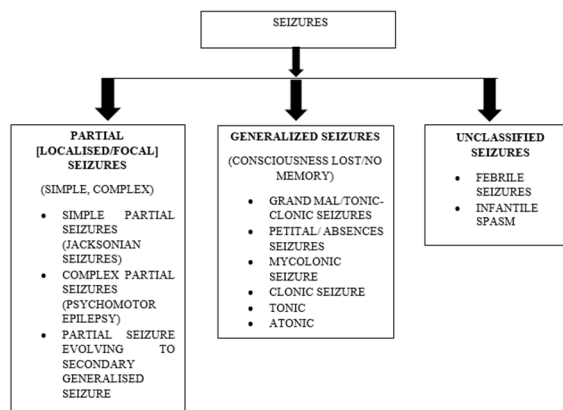 SEIZURES
PARTIAL
[LOCALISED/FOCAL]
SEIZURES
(SIMPLE, COMPLEX)
• SIMPLE PARTIAL
SEIZURES
(JACKSONIAN
SEIZURES)
• COMPLEX PARTIAL
SEIZURES
(PSYCHOMOTOR
EPILEPSY)
• PARTIAL SEIZURE
EVOLVING TO
SECONDARY
GENERALISED
SEIZURE
GENERALIZED SEIZURES
(CONSCIOUSNESS LOST/NO
MEMORY)
• GRAND MAL/TONIC-
CLONIC SEIZURES
• PETITAL/ ABSENCES
SEIZURES
• MYCOLONIC
SEIZURE
• CLONIC SEIZURE
• TONIC
• ATONIC
UNCLASSIFIED
SEIZURES
• FEBRILE
SEIZURES
• INFANTILE
SPASM